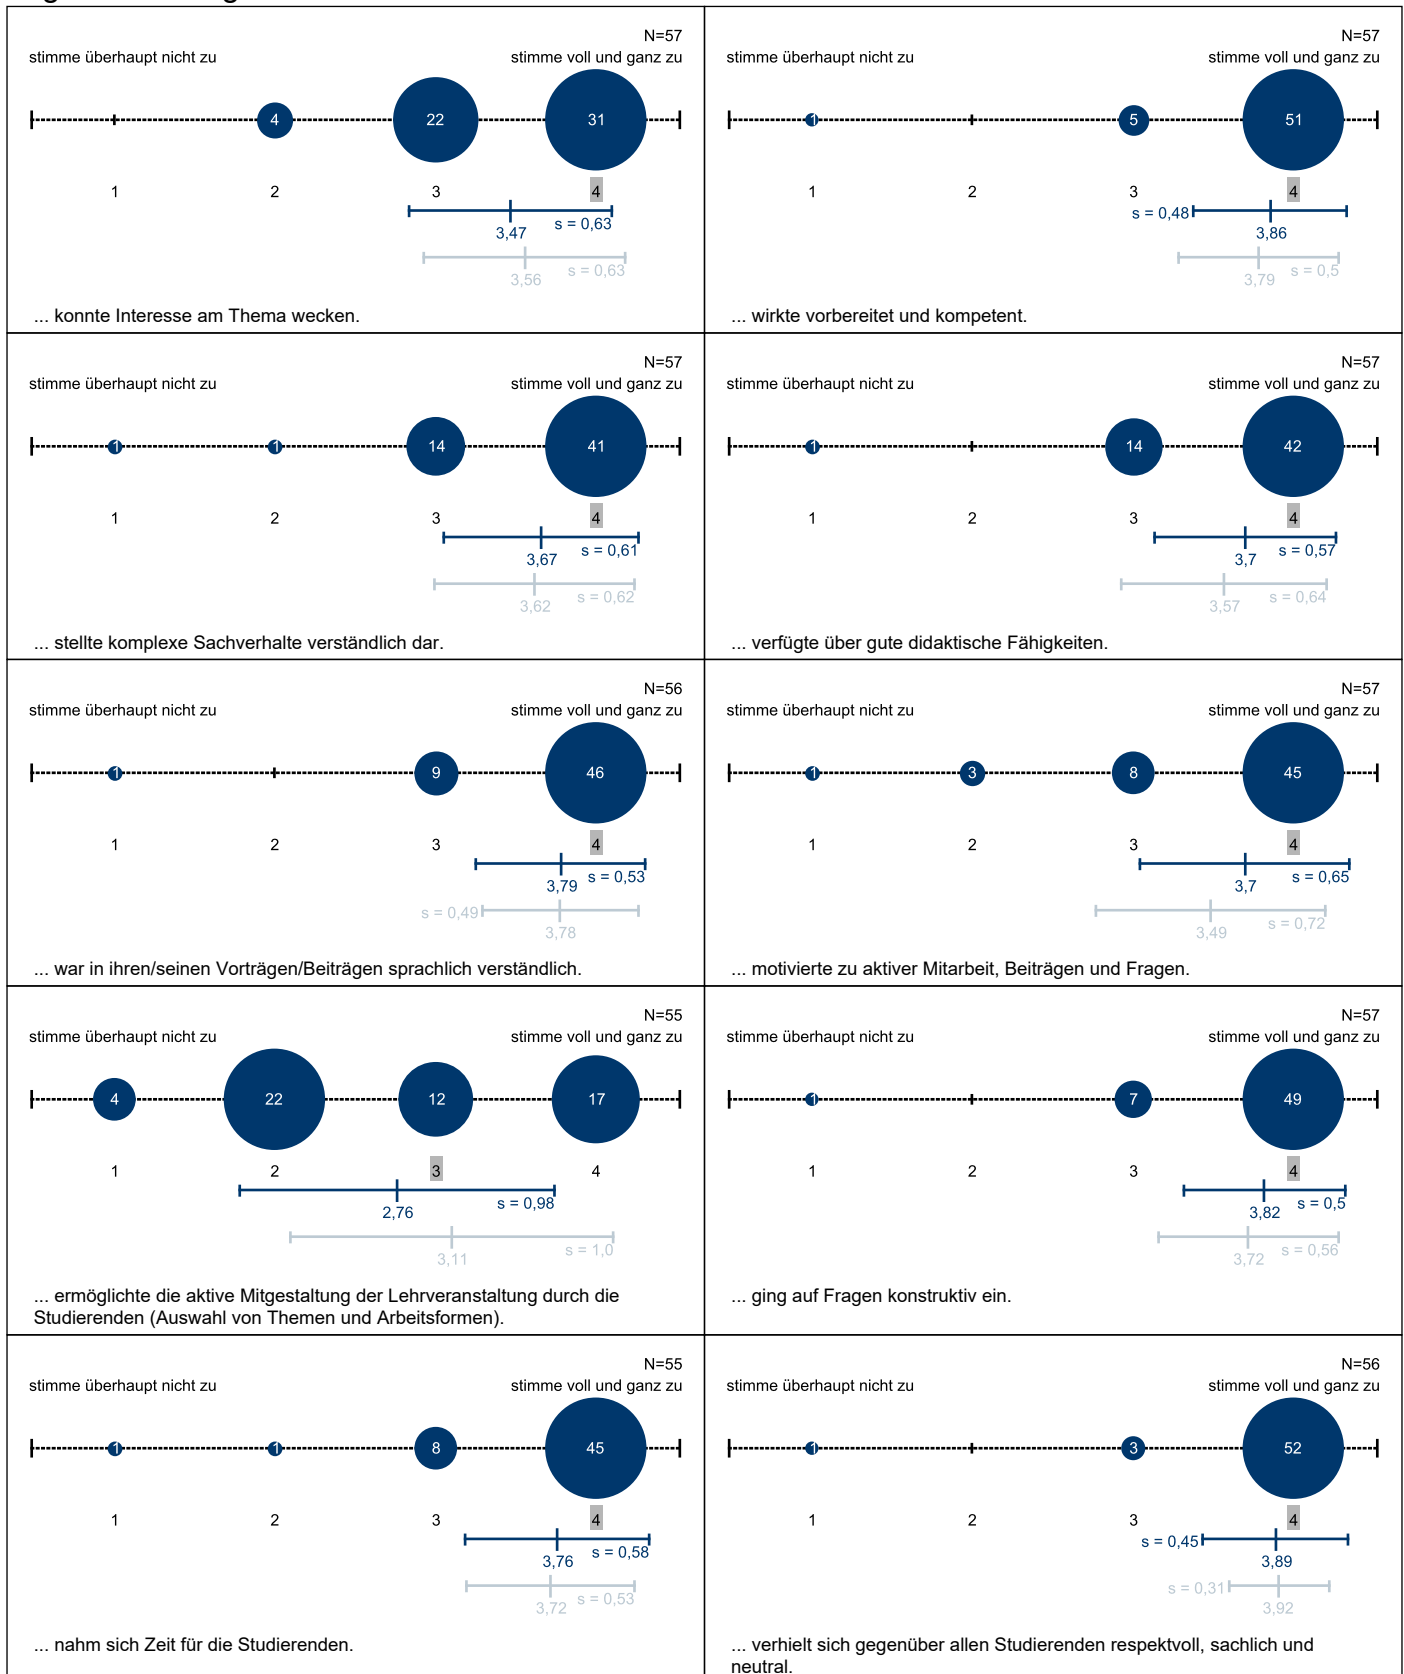 N=57
stimme überhaupt nicht zu stimme voll und ganz zu
4 22 31
1 2 3 4
s = 0,63
3,47
s = 0,63
3,56
... konnte Interesse am Thema wecken.
N=57
stimme überhaupt nicht zu stimme voll und ganz zu
1 5 51
1 2 3 4
s = 0,48
3,86
s = 0,5
3,79
... wirkte vorbereitet und kompetent.
N=57
stimme überhaupt nicht zu stimme voll und ganz zu
1 1 14 41
1 2 3 4
s = 0,61
3,67
s = 0,62
3,62
... stellte komplexe Sachverhalte verständlich dar.
N=57
stimme überhaupt nicht zu stimme voll und ganz zu
1 14 42
1 2 3 4
s = 0,57
3,7
s = 0,64
3,57
... verfügte über gute didaktische Fähigkeiten.
N=56
stimme überhaupt nicht zu stimme voll und ganz zu
1 9 46
1 2 3 4
s = 0,53
3,79
s = 0,49
3,78
... war in ihren/seinen Vorträgen/Beiträgen sprachlich verständlich.
N=57
stimme überhaupt nicht zu stimme voll und ganz zu
1 3 8 45
1 2 3 4
s = 0,65
3,7
s = 0,72
3,49
... motivierte zu aktiver Mitarbeit, Beiträgen und Fragen.
N=55
stimme überhaupt nicht zu stimme voll und ganz zu
4 22 12 17
1 2 3 4
s = 0,98
2,76
s = 1,0
3,11
... ermöglichte die aktive Mitgestaltung der Lehrveranstaltung durch die
Studierenden (Auswahl von Themen und Arbeitsformen).
N=57
stimme überhaupt nicht zu stimme voll und ganz zu
1 7 49
1 2 3 4
s = 0,5
3,82
s = 0,56
3,72
... ging auf Fragen konstruktiv ein.
N=55
stimme überhaupt nicht zu stimme voll und ganz zu
1 1 8 45
1 2 3 4
s = 0,58
3,76
s = 0,53
3,72
... nahm sich Zeit für die Studierenden.
N=56
stimme überhaupt nicht zu stimme voll und ganz zu
1 3 52
1 2 3 4
s = 0,45
3,89
s = 0,31
3,92
... verhielt sich gegenüber allen Studierenden respektvoll, sachlich und
neutral.